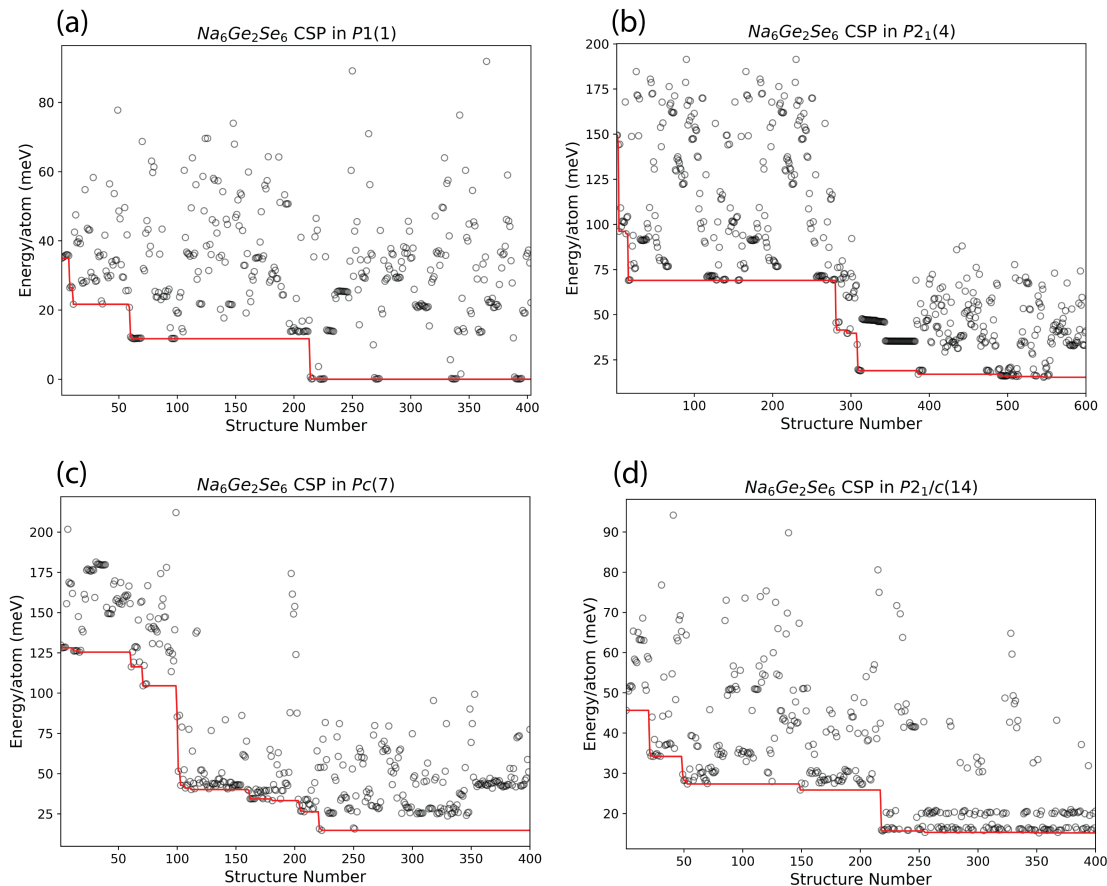 (a)
Na6Ge2Se6 CSP in P1(1)
Energy/atom (meV)
80
60
40
20
0
50 100 150 200 250 300 350 400
Structure Number
(b)
Na6Ge2Se6 CSP in P21(4)
Energy/atom (meV)
200
175
150
125
100
75
50
25
100 200 300 400 500 600
Structure Number
(c)
Na6Ge2Se6 CSP in Pc(7)
Energy/atom (meV)
200
175
150
125
100
75
50
25
50 100 150 200 250 300 350 400
Structure Number
(d)
Na6Ge2Se6 CSP in P21/c(14)
Energy/atom (meV)
90
80
70
60
50
40
30
20
50 100 150 200 250 300 350 400
Structure Number